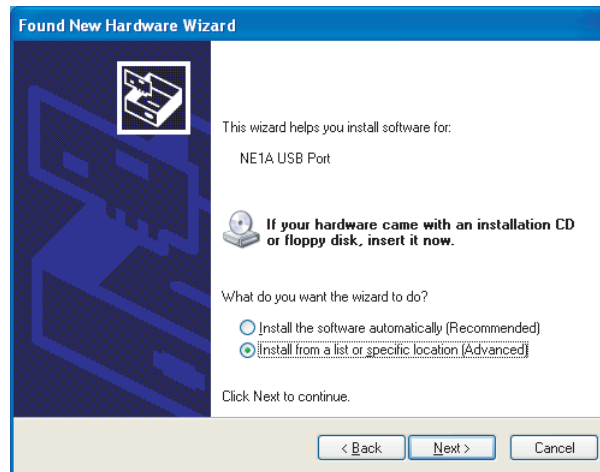 Found New Hardware Wizard
This wizard helps you install software for:
NE1A USB Port
If your hardware came with an installation CD
or floppy disk, insert it now.
What do you want the wizard to do?
Install the software automatically (Recommended)
Install from a list or specific location (Advanced)
Click Next to continue.
< Back Next > Cancel